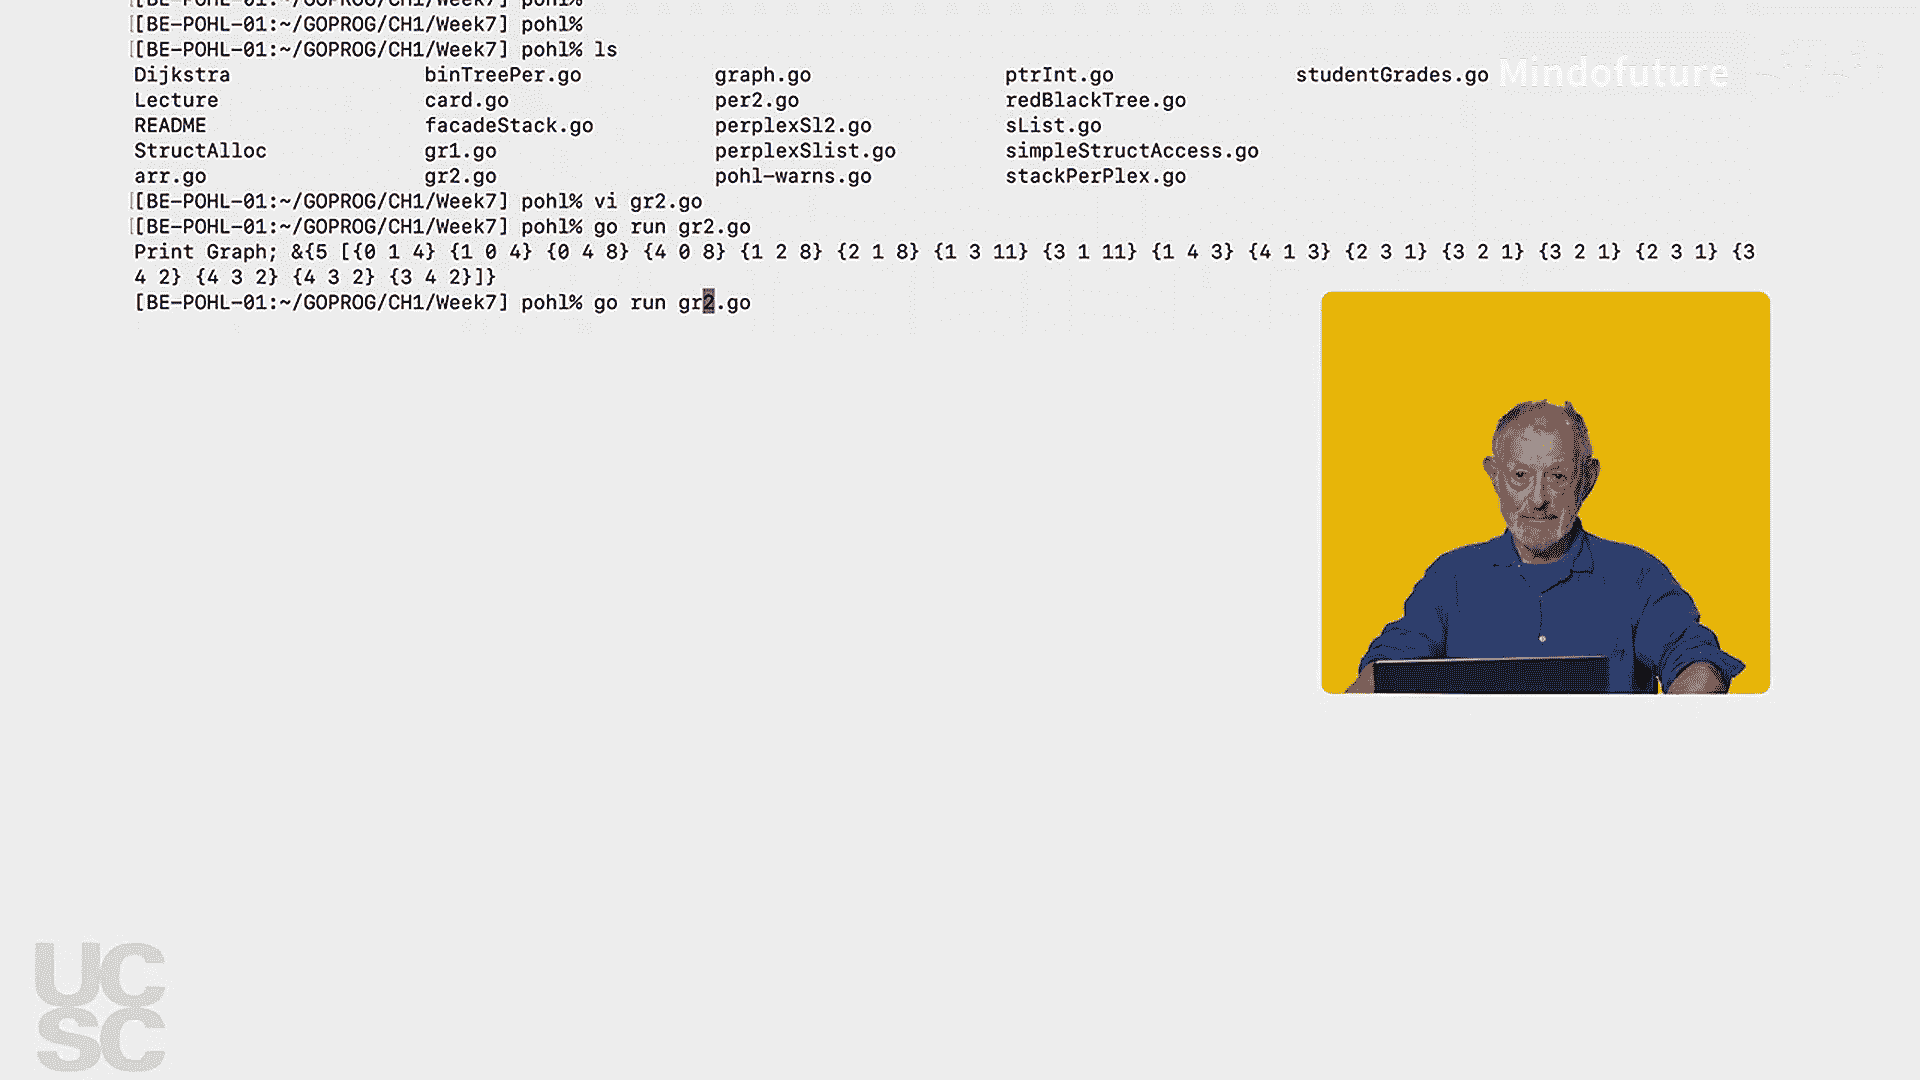 [[BE-POHL-01:~/GOPROG/CH1/Week7] pohl%
[[BE-POHL-01:~/GOPROG/CH1/Week7] pohl%
[[BE-POHL-01:~/GOPROG/CH1/Week7] pohl% ls
Dijkstra binTreePer.go graph.go ptrInt.go studentGrades.go
Mindofuture
Lecture card.go per2.go redBlackTree.go
README facadeStack.go perplexSl2.go sList.go
StructAlloc gr1.go perplexSlist.go simpleStructAccess.go
arr.go gr2.go pohl-warns.go stackPerPlex.go
[[BE-POHL-01:~/GOPROG/CH1/Week7] pohl% vi gr2.go
[[BE-POHL-01:~/GOPROG/CH1/Week7] pohl% go run gr2.go
Print Graph; &{5 [{0 1 4} {1 0 4} {0 4 8} {4 0 8} {1 2 8} {2 1 8} {1 3 11} {3 1 11} {1 4 3} {4 1 3} {2 3 1} {3 2 1} {3 2 1} {2 3 1} {3
4 2} {4 3 2} {4 3 2} {3 4 2}]}
[BE-POHL-01:~/GOPROG/CH1/Week7] pohl% go run gr2.go
UC
SC